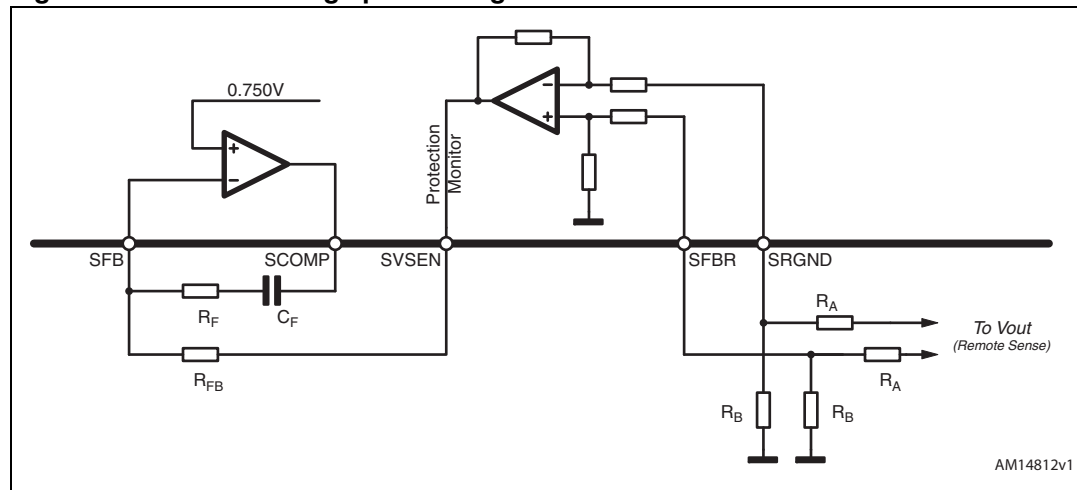 0.750V
+
−
−
+
Protection
Monitor
SFB
SCOMP
SVSEN
SFBR
SRGND
RF
CF
RFB
RA
To Vout
(Remote Sense)
RA
RB
RB
AM14812v1